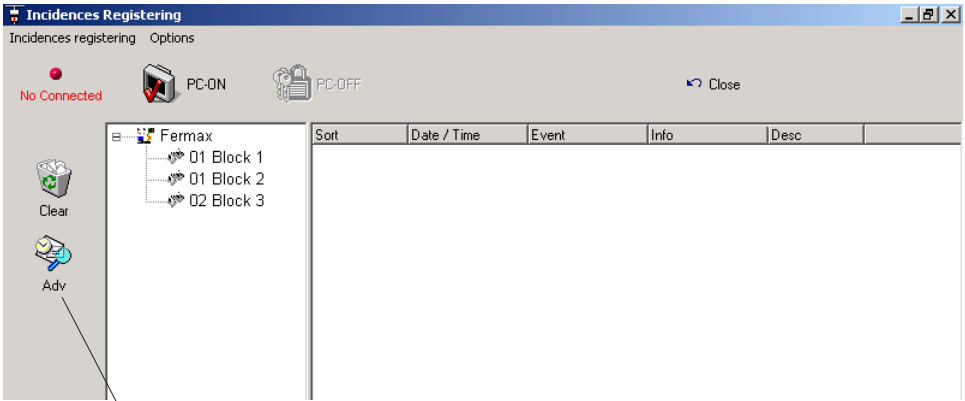 Incidences Registering
Incidences registering Options
No Connected
PC-ON
PC-OFF
Close
Clear
Adv
Fermax
01 Block 1
01 Block 2
02 Block 3
Sort Date / Time Event Info Desc